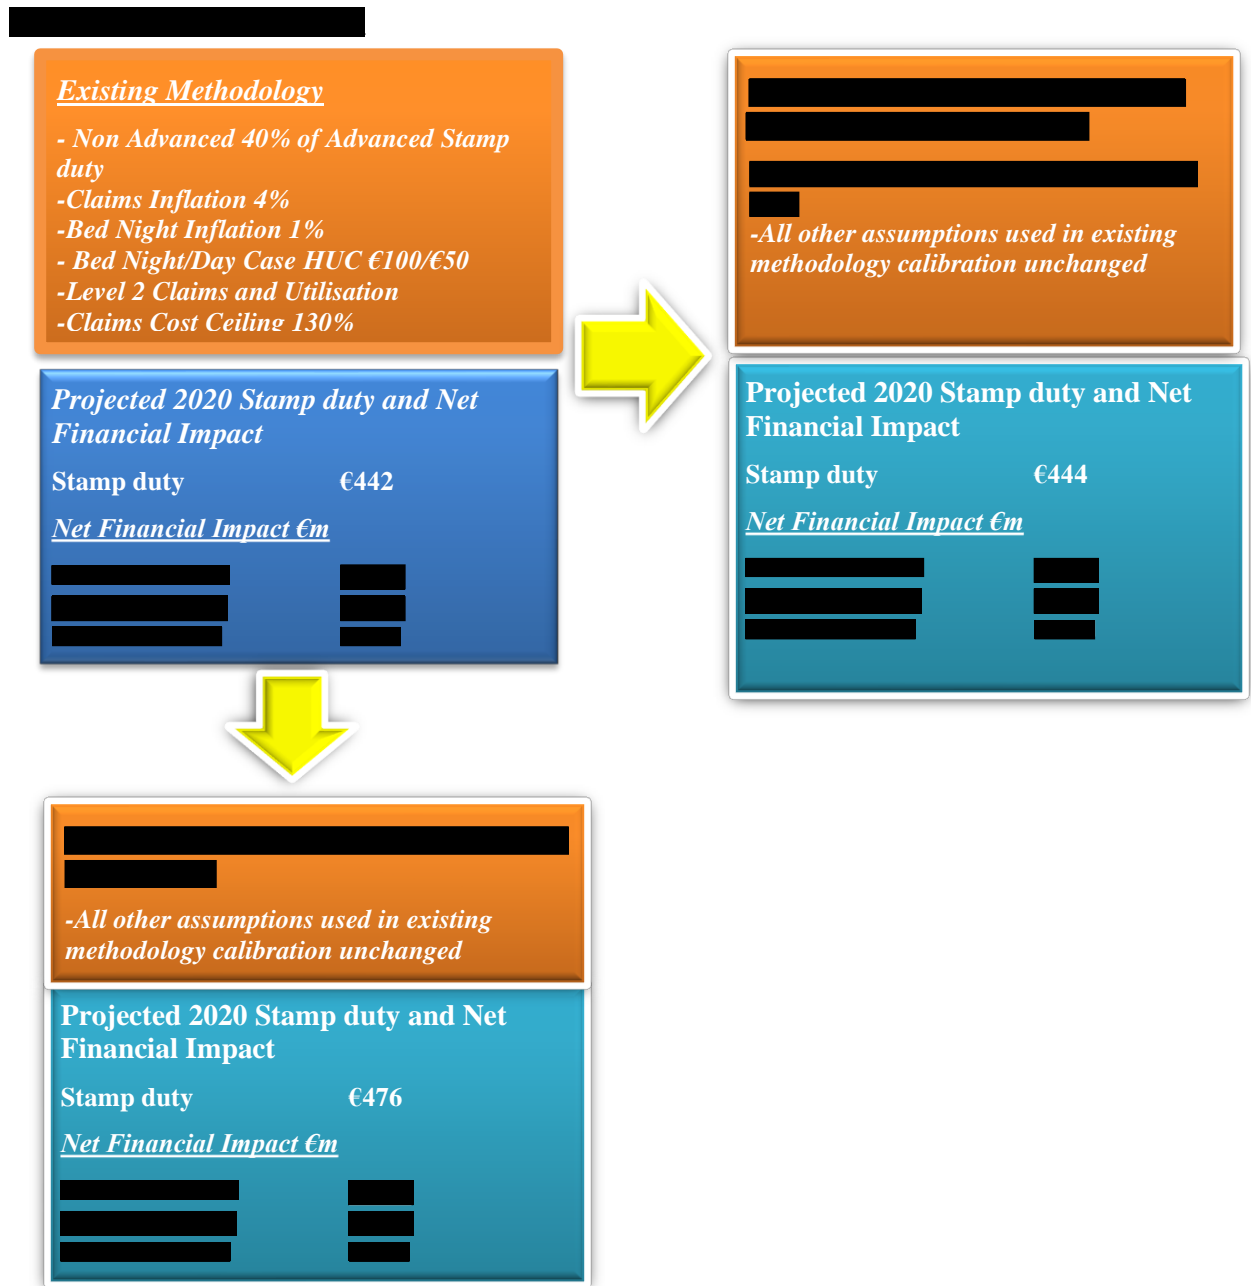 Existing Methodology
- Non Advanced 40% of Advanced Stamp
duty
-Claims Inflation 4%
-Bed Night Inflation 1%
- Bed Night/Day Case HUC €100/€50
-Level 2 Claims and Utilisation
-Claims Cost Ceiling 130%
Projected 2020 Stamp duty and Net
Financial Impact
Stamp duty €442
Net Financial Impact €m
-All other assumptions used in existing
methodology calibration unchanged
Projected 2020 Stamp duty and Net
Financial Impact
Stamp duty €444
Net Financial Impact €m
-All other assumptions used in existing
methodology calibration unchanged
Projected 2020 Stamp duty and Net
Financial Impact
Stamp duty €476
Net Financial Impact €m